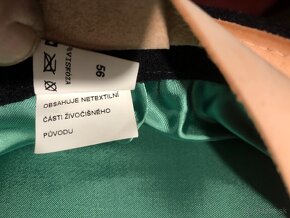 56
OBSAHUJE NETEXTILNÍ
ČÁSTI ŽIVOČIŠNÉHO
PŮVODU